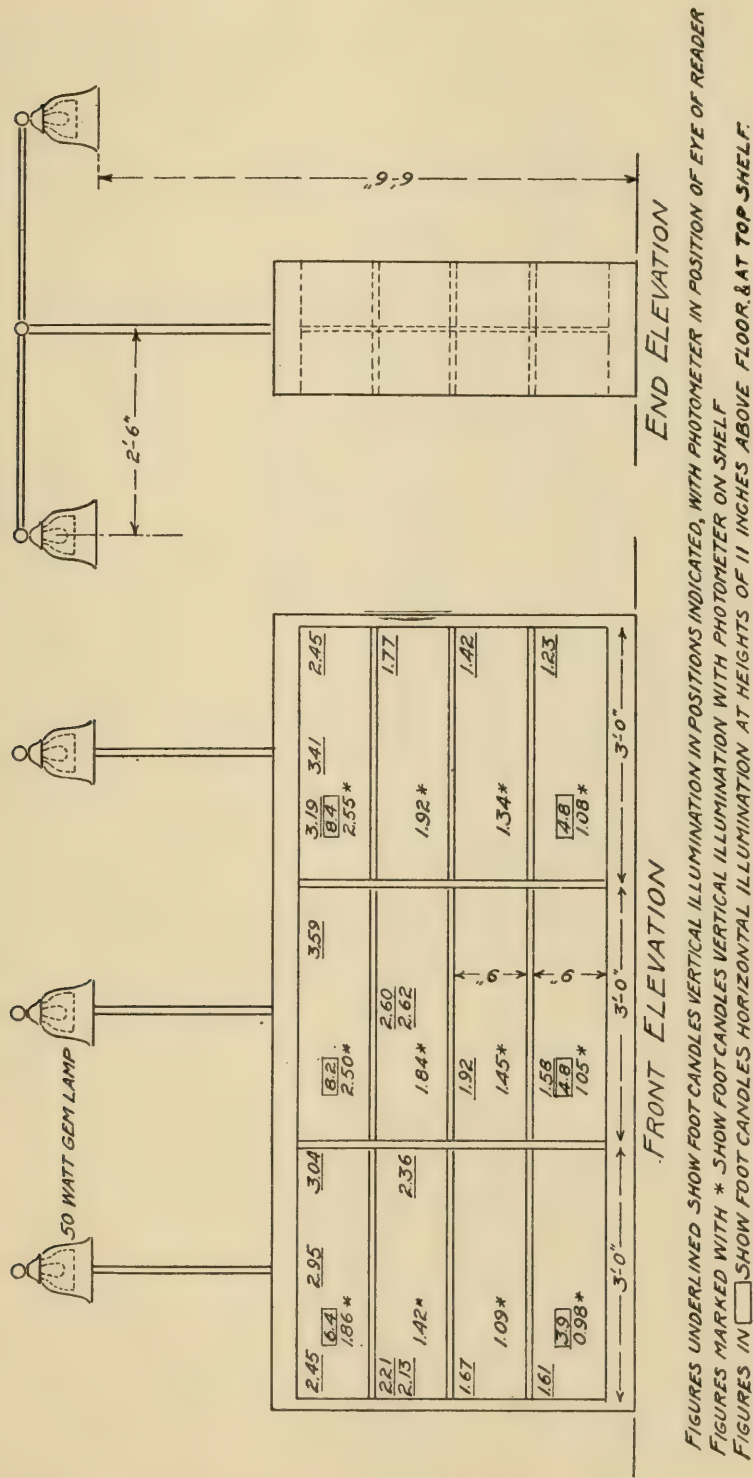 50 WATT GEM LAMP
2.45 2.95 3.04 3.59 3.19 3.41 2.45
6.4 8.2 8.4
1.86* 2.50* 2.55*
2.21 2.36 2.60 1.77
2.13 1.42* 1.84* 2.62 1.92*
1.67 1.92 1.42
1.09* 1.45* 9" 1.34*
1.61 1.58 1.23
3.9 4.8 9" 4.8
0.98* 1.05* 1.08*
3'-0" 3'-0" 3'-0"
FRONT ELEVATION
2'-6"
6'-6"
END ELEVATION
FIGURES UNDERLINED SHOW FOOT CANDLES VERTICAL ILLUMINATION IN POSITIONS INDICATED, WITH PHOTOMETER IN POSITION OF EYE OF READER
FIGURES MARKED WITH * SHOW FOOT CANDLES VERTICAL ILLUMINATION WITH PHOTOMETER ON SHELF
FIGURES IN □ SHOW FOOT CANDLES HORIZONTAL ILLUMINATION AT HEIGHTS OF 11 INCHES ABOVE FLOOR & AT TOP SHELF.